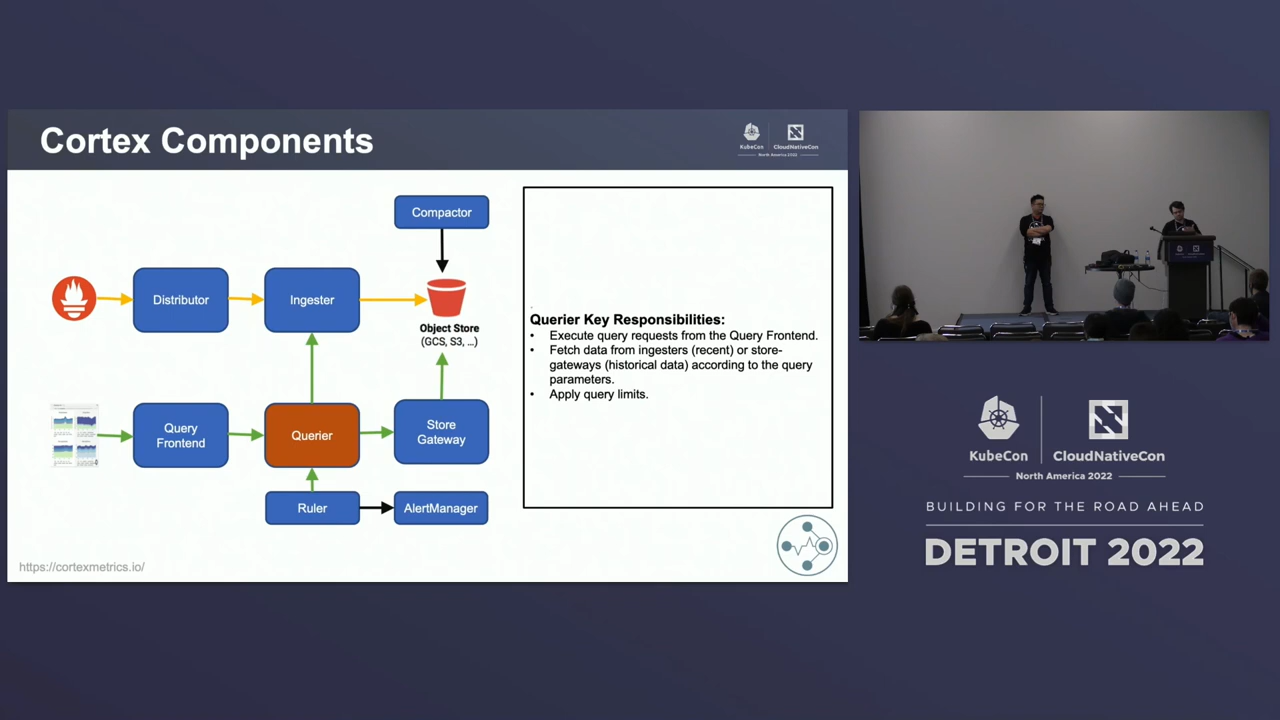 Cortex Components
KubeCon
CloudNativeCon
North America 2022
Compactor
Distributor
Ingester
Object Store
(GCS, S3, ...)
Query
Frontend
Querier
Store
Gateway
Ruler
AlertManager
Querier Key Responsibilities:
• Execute query requests from the Query Frontend.
• Fetch data from ingesters (recent) or store-
gateways (historical data) according to the query
parameters.
• Apply query limits.
https://cortexmetrics.io/
KubeCon
CloudNativeCon
North America 2022
BUILDING FOR THE ROAD AHEAD
DETROIT 2022